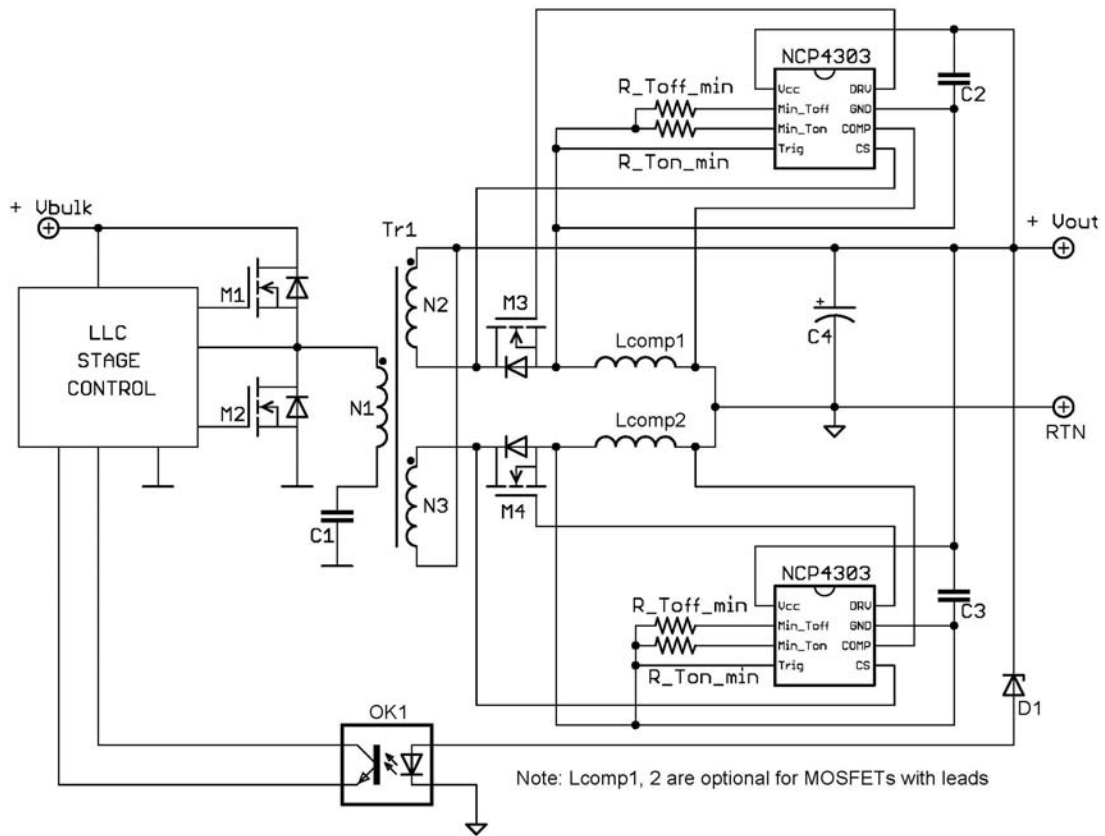 NCP4303
R_Toff_min
Vcc
DRV
Min_Toff
GND
Min_Ton
COMP
Trig
CS
R_Ton_min
C2
+ Vbulk
Tr1
+ Vout
M1
N2
M3
Lcomp1
+
C4
LLC
STAGE
CONTROL
N1
M2
Lcomp2
RTN
N3
M4
C1
NCP4303
R_Toff_min
Vcc
DRV
Min_Toff
GND
Min_Ton
COMP
Trig
CS
R_Ton_min
C3
D1
OK1
Note: Lcomp1, 2 are optional for MOSFETs with leads